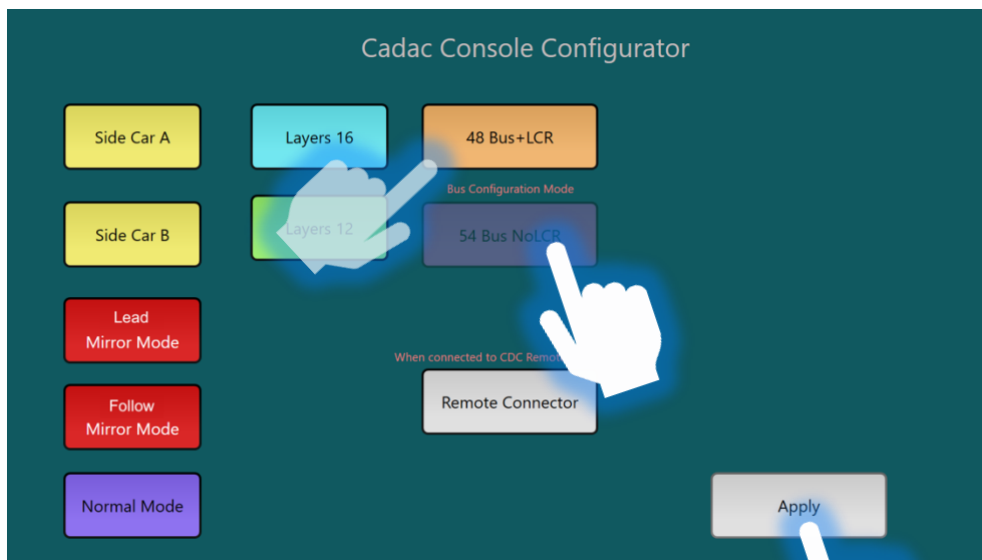 Cadac Console Configurator
Side Car A
Layers 16
48 Bus+LCR
Bus Configuration Mode
Side Car B
Layers 12
54 Bus NoLCR
Lead
Mirror Mode
When connected to CDC Remote
Follow
Mirror Mode
Remote Connector
Normal Mode
Apply